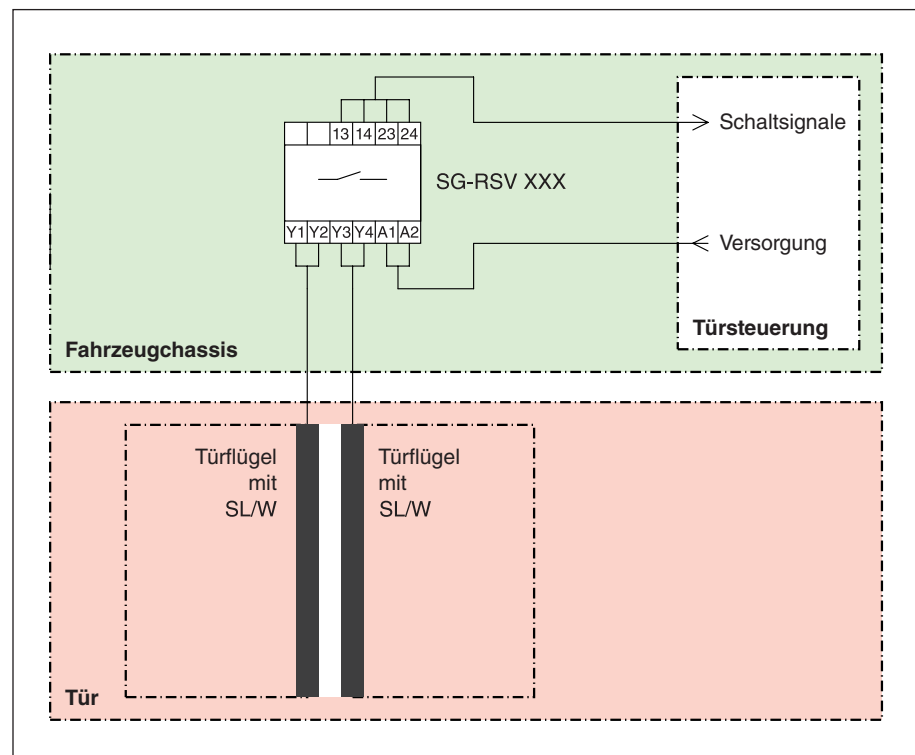 13 14 23 24
Schaltsignale
SG-RSV XXX
Y1 Y2 Y3 Y4 A1 A2
Versorgung
Türsteuerung
Fahrzeugchassis
Türflügel
mit
SL/W
Türflügel
mit
SL/W
Tür